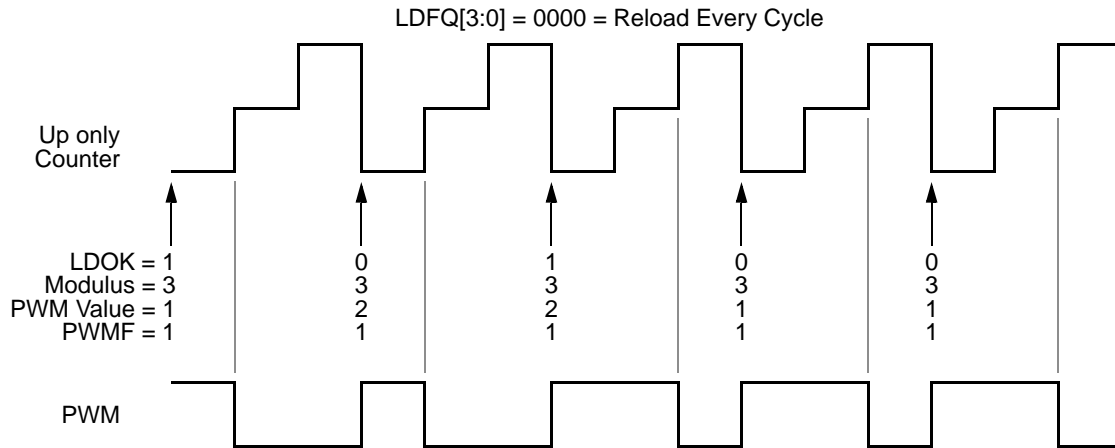 LDFQ[3:0] = 0000 = Reload Every Cycle
Up only
Counter
LDOK = 1 0 1 0 0
Modulus = 3 3 3 3 3
PWM Value = 1 2 2 1 1
PWMF = 1 1 1 1 1
PWM